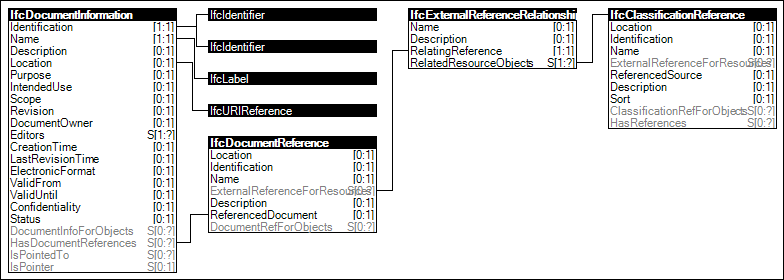 IfcDocumentInformation
Identification [1:1]
Name [1:1]
Description [0:1]
Location [0:1]
Purpose [0:1]
IntendedUse [0:1]
Scope [0:1]
Revision [0:1]
DocumentOwner [0:1]
Editors S[1:?]
CreationTime [0:1]
LastRevisionTime [0:1]
ElectronicFormat [0:1]
ValidFrom [0:1]
ValidUntil [0:1]
Confidentiality [0:1]
Status [0:1]
DocumentInfoForObjects S[0:?]
HasDocumentReferences S[0:?]
IsPointedTo S[0:?]
IsPointer S[0:1]
IfcIdentifier
IfcIdentifier
IfcLabel
IfcURIReference
IfcDocumentReference
Location [0:1]
Identification [0:1]
Name [0:1]
ExternalReferenceForResources S[0:?]
Description [0:1]
ReferencedDocument [0:1]
DocumentRefForObjects S[0:?]
IfcExternalReferenceRelationship
Name [0:1]
Description [0:1]
RelatingReference [1:1]
RelatedResourceObjects S[1:?]
IfcClassificationReference
Location [0:1]
Identification [0:1]
Name [0:1]
ExternalReferenceForResources S[0:?]
ReferencedSource [0:1]
Description [0:1]
Sort [0:1]
ClassificationRefForObjects S[0:?]
HasReferences S[0:?]